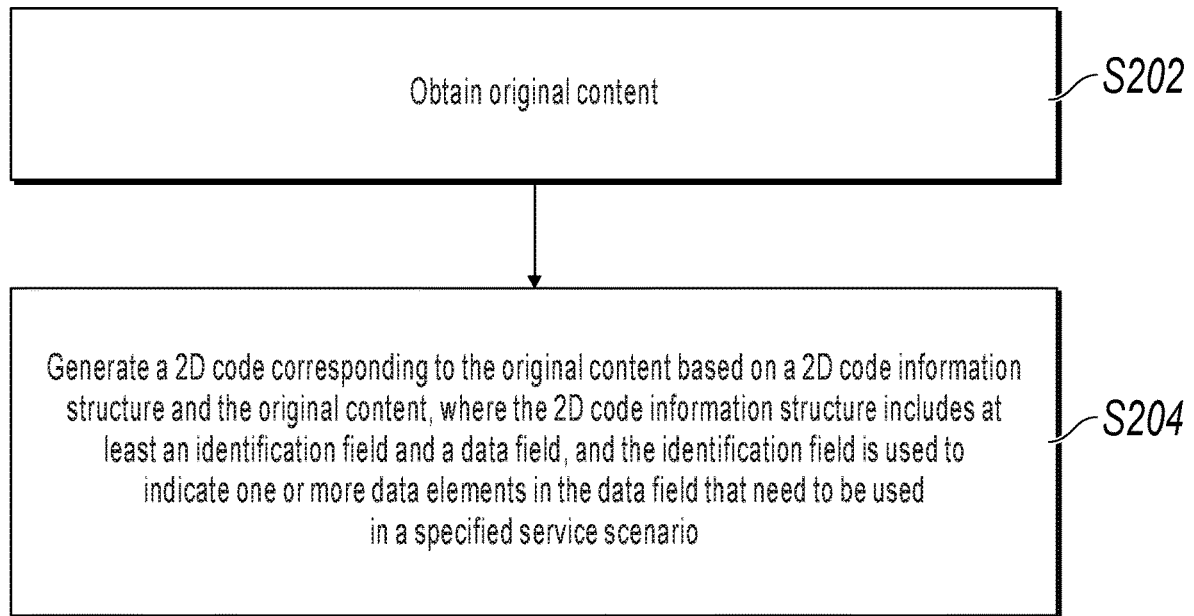 Obtain original content
S202
Generate a 2D code corresponding to the original content based on a 2D code information
structure and the original content, where the 2D code information structure includes at
least an identification field and a data field, and the identification field is used to
indicate one or more data elements in the data field that need to be used
in a specified service scenario
S204